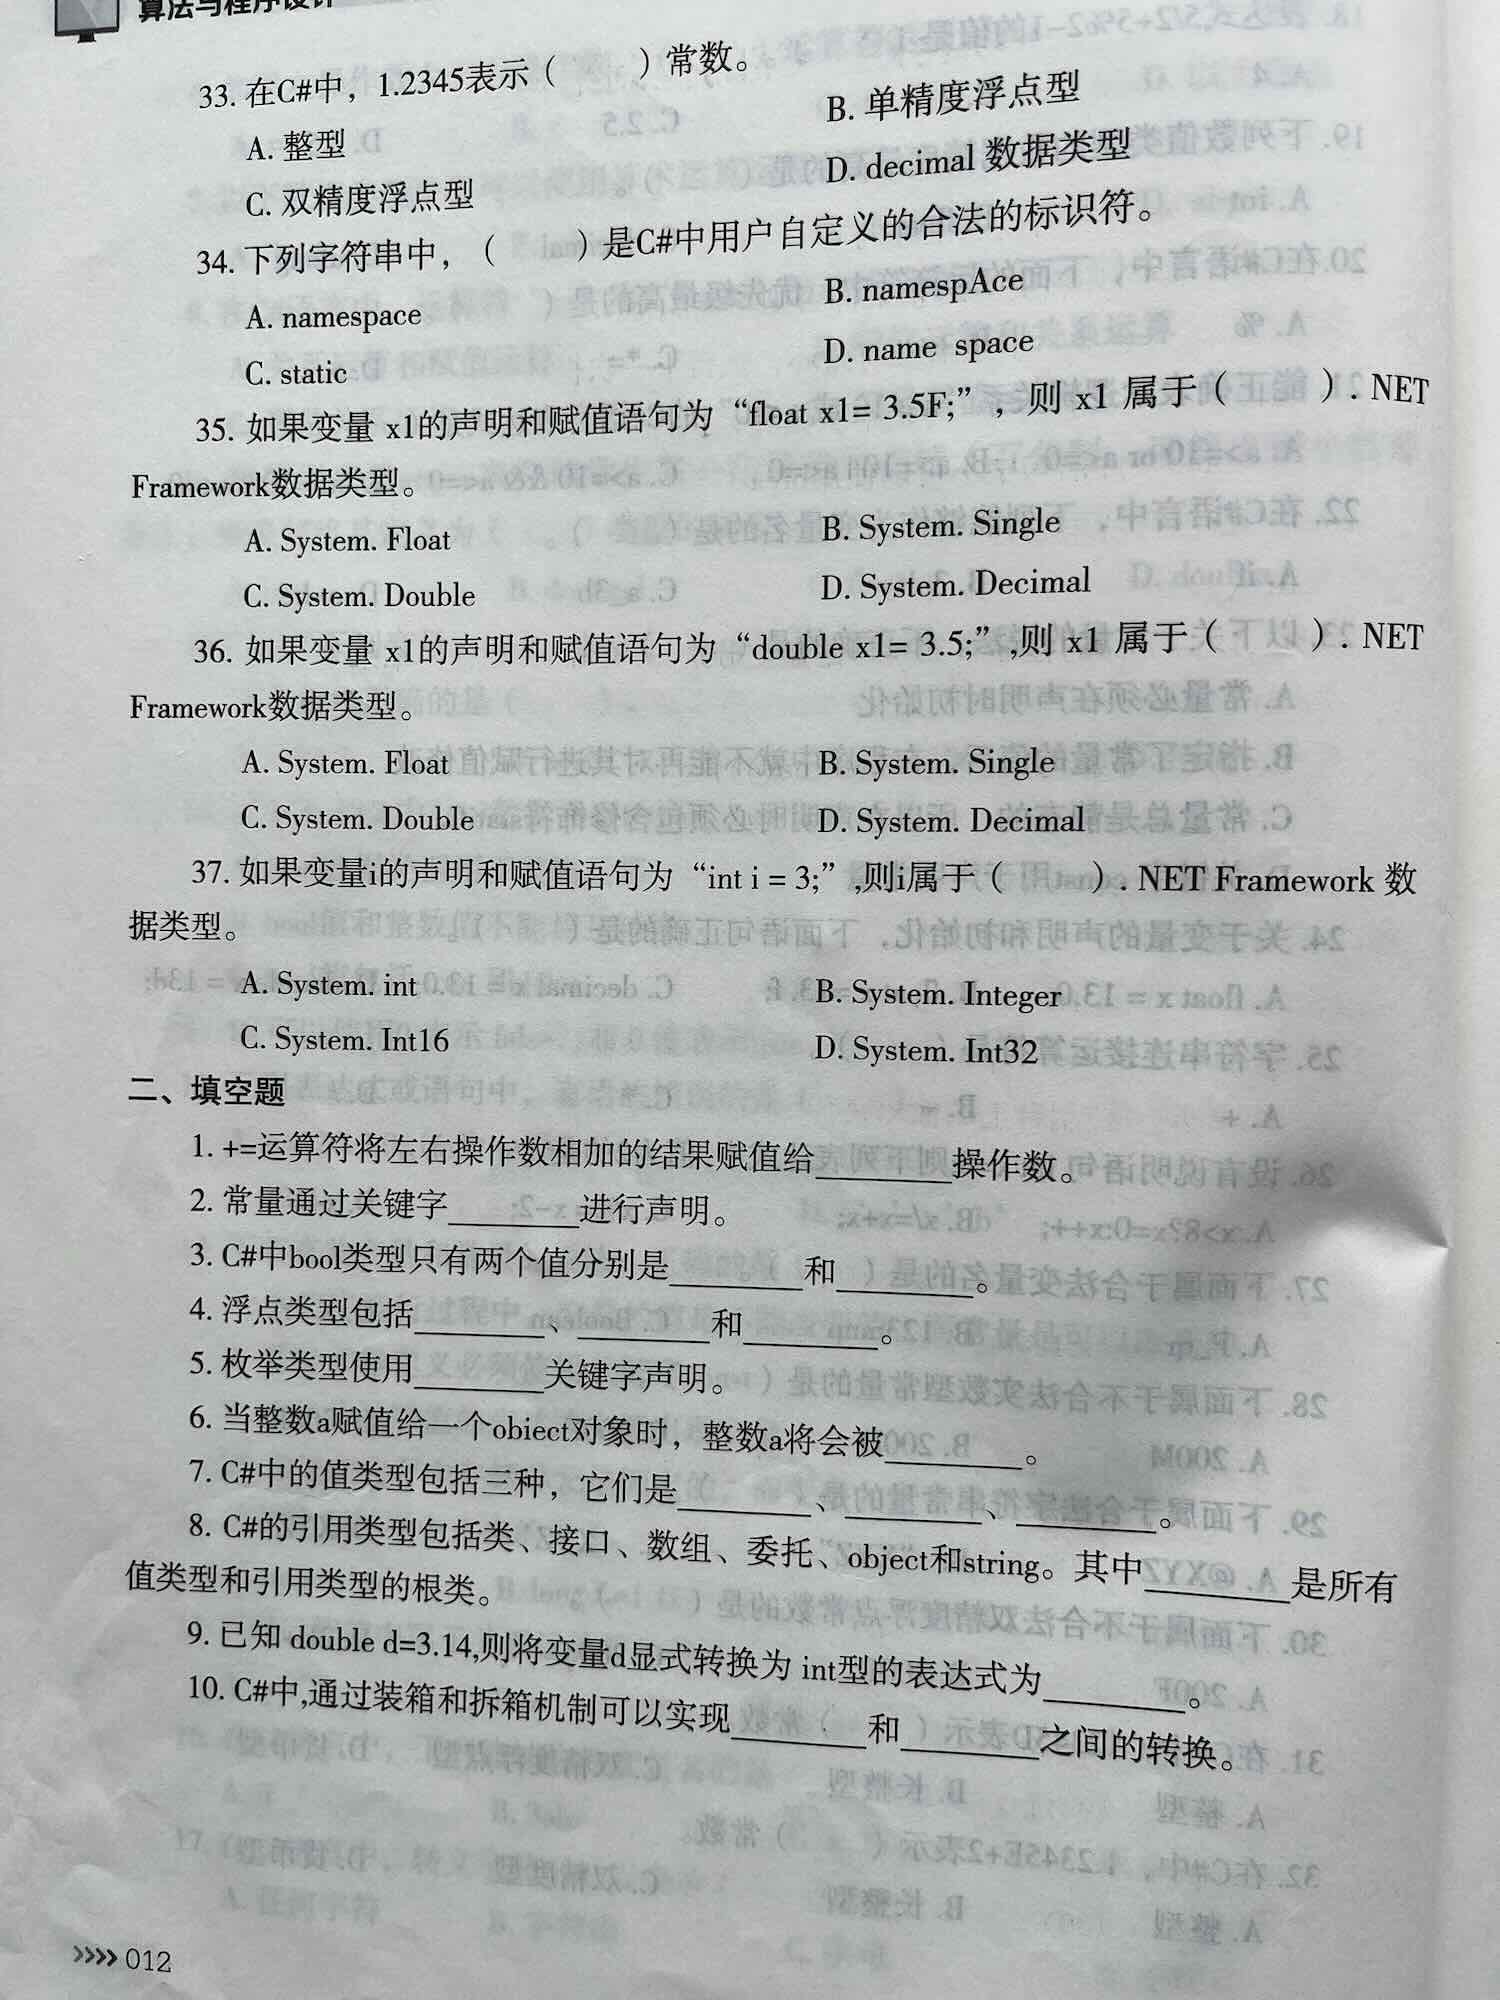 算法与程序设计
33. 在C#中，1.2345表示（　　）常数。
A. 整型
B. 单精度浮点型
C. 双精度浮点型
D. decimal 数据类型
34. 下列字符串中，（　　）是C#中用户自定义的合法的标识符。
A. namespace
B. namespAce
C. static
D. name space
35. 如果变量 x1的声明和赋值语句为“float x1= 3.5F;”，则 x1 属于（　　）. NET
Framework数据类型。
A. System. Float
B. System. Single
C. System. Double
D. System. Decimal
36. 如果变量 x1的声明和赋值语句为“double x1= 3.5;”,则 x1 属于（　　）. NET
Framework数据类型。
A. System. Float
B. System. Single
C. System. Double
D. System. Decimal
37. 如果变量i的声明和赋值语句为“int i = 3;”,则i属于（　　）. NET Framework 数
据类型。
A. System. int
B. System. Integer
C. System. Int16
D. System. Int32
二、填空题
1. +=运算符将左右操作数相加的结果赋值给________操作数。
2. 常量通过关键字________进行声明。
3. C#中bool类型只有两个值分别是________和________。
4. 浮点类型包括________、________和________。
5. 枚举类型使用________关键字声明。
6. 当整数a赋值给一个obiect对象时，整数a将会被________。
7. C#中的值类型包括三种，它们是________、________、________。
8. C#的引用类型包括类、接口、数组、委托、object和string。其中________是所有
值类型和引用类型的根类。
9. 已知 double d=3.14,则将变量d显式转换为 int型的表达式为________。
10. C#中,通过装箱和拆箱机制可以实现________和________之间的转换。
>>>> 012